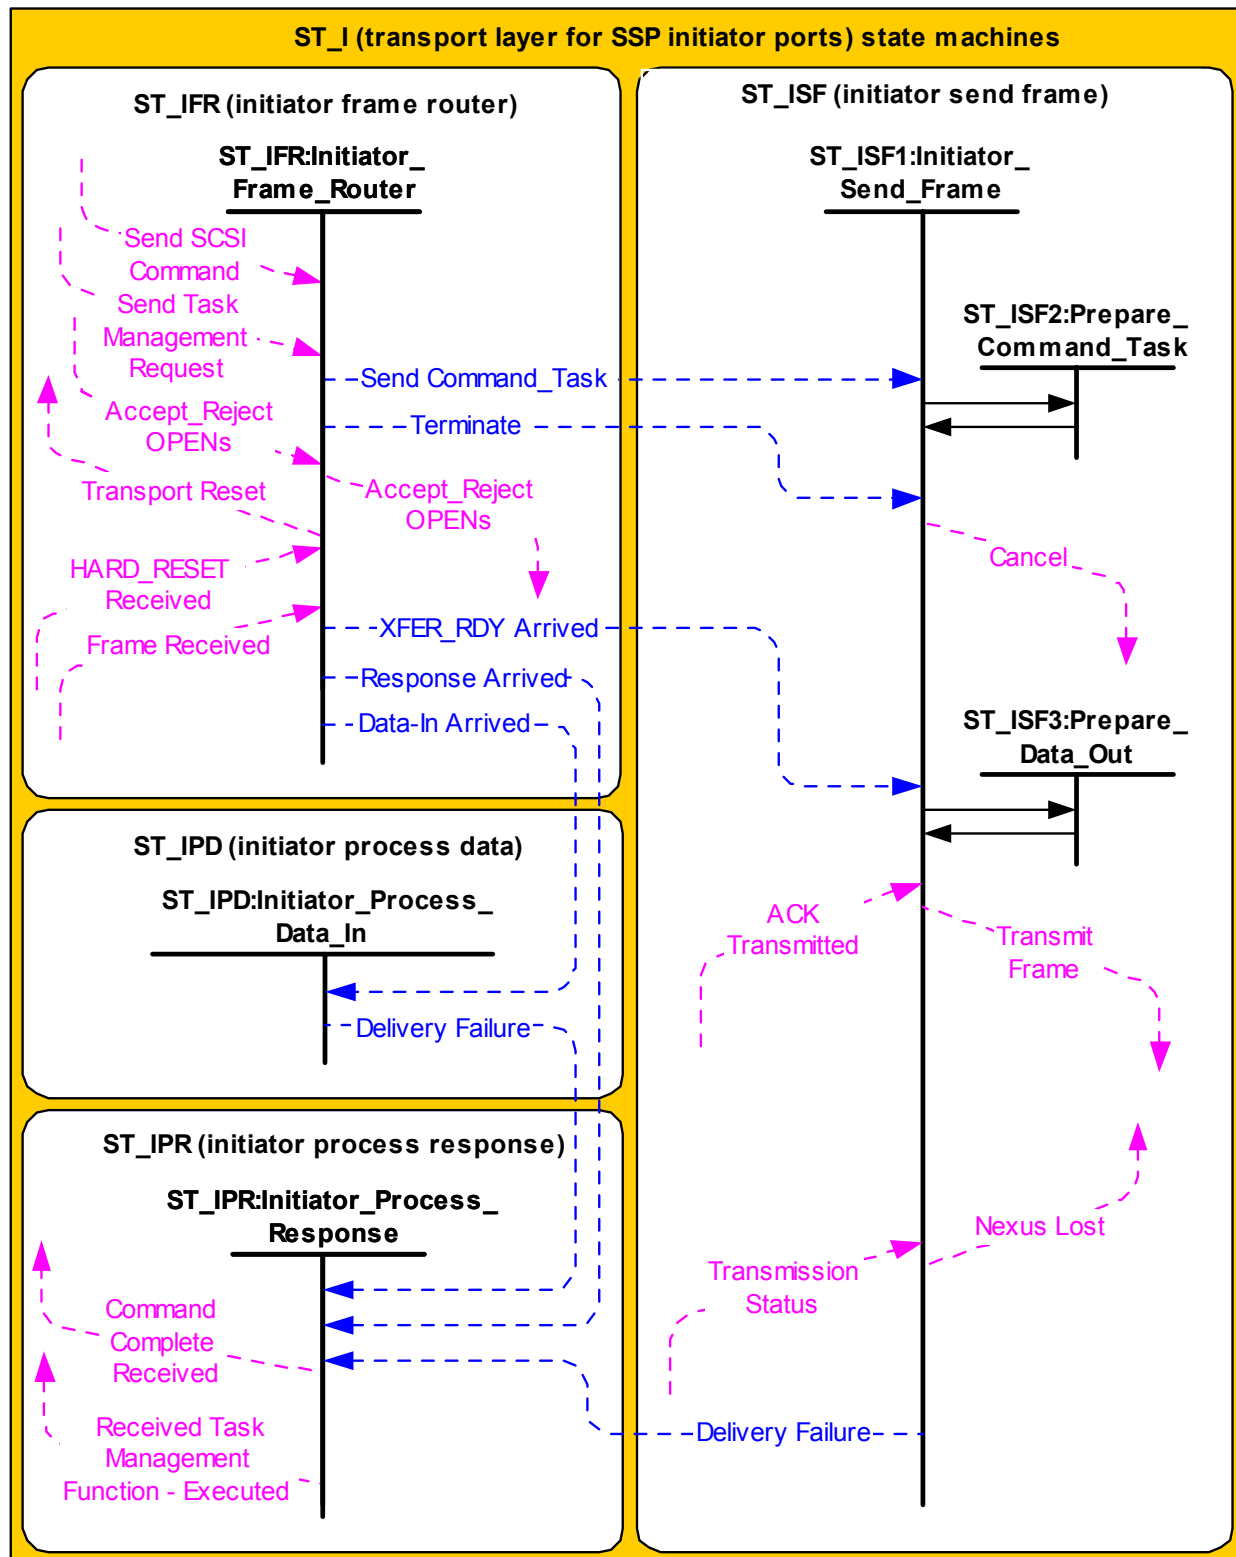 ST_I (transport layer for SSP initiator ports) state machines
ST_IFR (initiator frame router)
ST_IFR:Initiator_
Frame_Router
Send SCSI
Command
Send Task
Management
Request
Send Command_Task
Accept_Reject
OPENs
Terminate
Transport Reset
Accept_Reject
OPENs
HARD_RESET
Received
Frame Received
XFER_RDY Arrived
Response Arrived
Data-In Arrived
ST_ISF (initiator send frame)
ST_ISF1:Initiator_
Send_Frame
ST_ISF2:Prepare_
Command_Task
Cancel
ST_ISF3:Prepare_
Data_Out
ACK
Transmitted
Transmit
Frame
Nexus Lost
Transmission
Status
Delivery Failure
ST_IPD (initiator process data)
ST_IPD:Initiator_Process_
Data_In
Delivery Failure
ST_IPR (initiator process response)
ST_IPR:Initiator_Process_
Response
Command
Complete
Received
Received Task
Management
Function - Executed